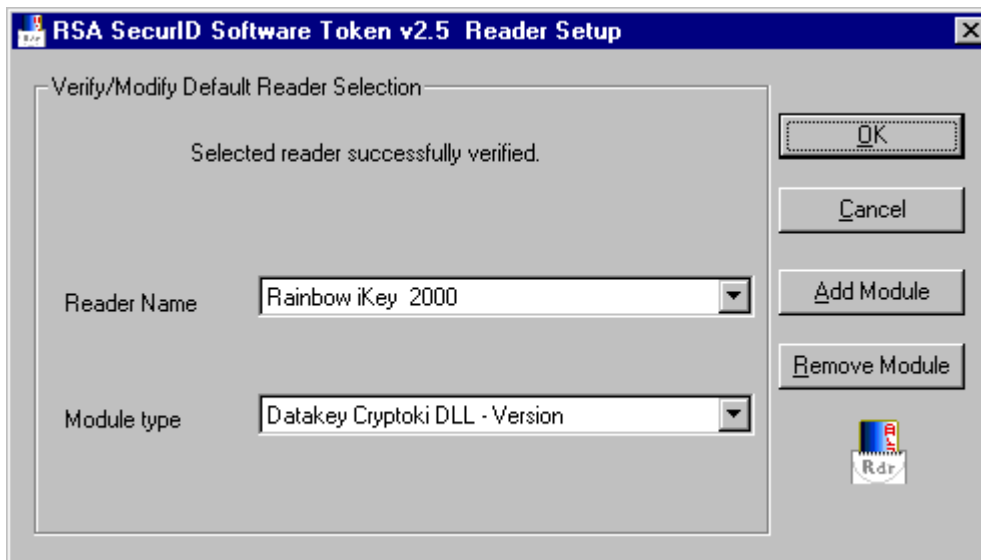 RSA SecurID Software Token v2.5 Reader Setup
Verify/Modify Default Reader Selection
Selected reader successfully verified.
OK
Cancel
Reader Name
Rainbow iKey 2000
Add Module
Remove Module
Module type
Datakey Cryptoki DLL - Version
Rdr